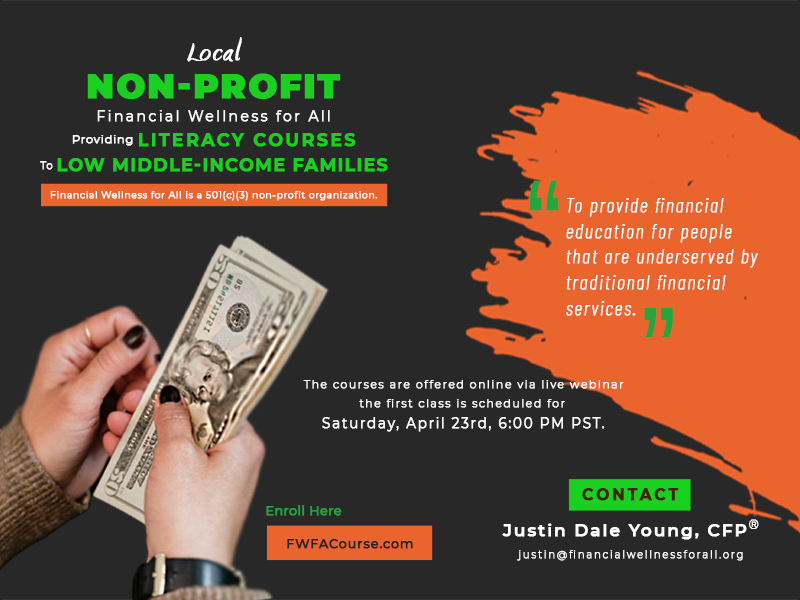 Local
NON-PROFIT
Financial Wellness for All
Providing LITERACY COURSES
To LOW MIDDLE-INCOME FAMILIES
Financial Wellness for All is a 501(c)(3) non-profit organization.
“To provide financial
education for people
that are underserved by
traditional financial
services.”
The courses are offered online via live webinar
the first class is scheduled for
Saturday, April 23rd, 6:00 PM PST.
Enroll Here
FWFACourse.com
CONTACT
Justin Dale Young, CFP®
justin@financialwellnessforall.org